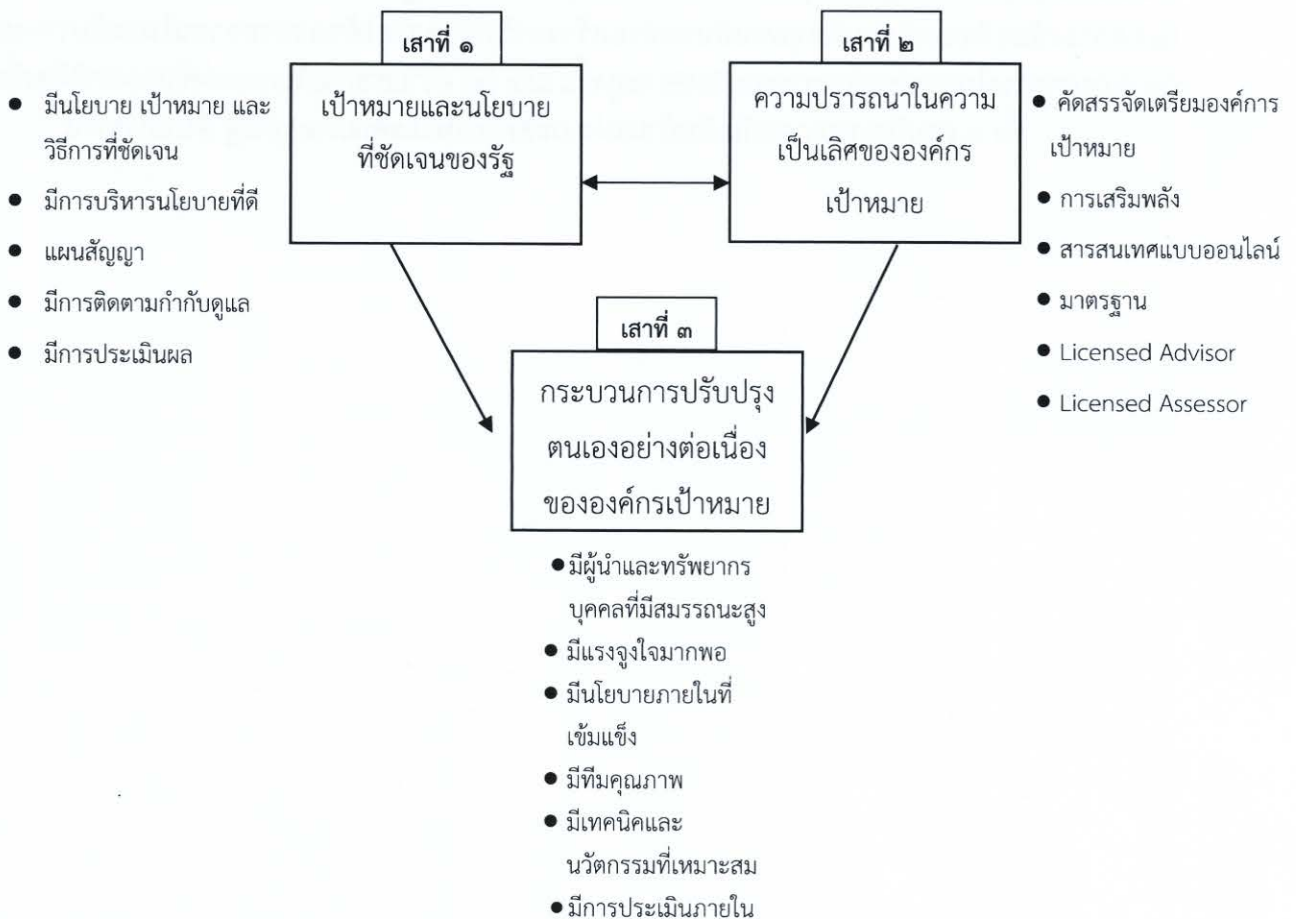 เสาที่ ๑
เป้าหมายและนโยบาย
ที่ชัดเจนของรัฐ
● มีนโยบาย เป้าหมาย และ
วิธีการที่ชัดเจน
● มีการบริหารนโยบายที่ดี
● แผนสัญญา
● มีการติดตามกำกับดูแล
● มีการประเมินผล
เสาที่ ๒
ความปรารถนาในความ
เป็นเลิศขององค์กร
เป้าหมาย
● คัดสรรจัดเตรียมองค์การ
เป้าหมาย
● การเสริมพลัง
● สารสนเทศแบบออนไลน์
● มาตรฐาน
● Licensed Advisor
● Licensed Assessor
เสาที่ ๓
กระบวนการปรับปรุง
ตนเองอย่างต่อเนื่อง
ขององค์กรเป้าหมาย
● มีผู้นำและทรัพยากร
บุคคลที่มีสมรรถนะสูง
● มีแรงจูงใจมากพอ
● มีนโยบายภายในที่
เข้มแข็ง
● มีทีมคุณภาพ
● มีเทคนิคและ
นวัตกรรมที่เหมาะสม
● มีการประเมินภายใน